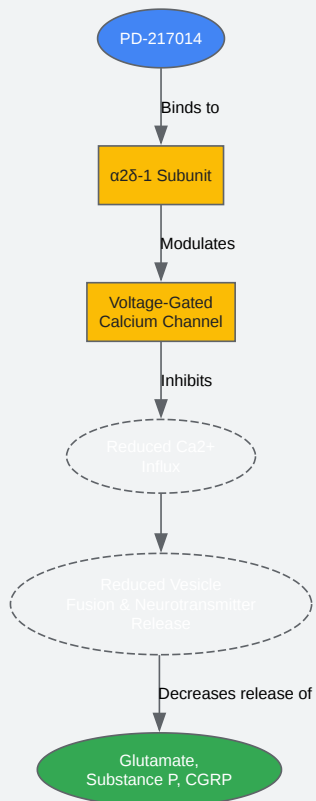 PD-217014
Binds to
α2δ-1 Subunit
Modulates
Voltage-Gated
Calcium Channel
Inhibits
Reduced Ca2+
Influx
Reduced Vesicle
Fusion & Neurotransmitter
Release
Decreases release of
Glutamate,
Substance P, CGRP